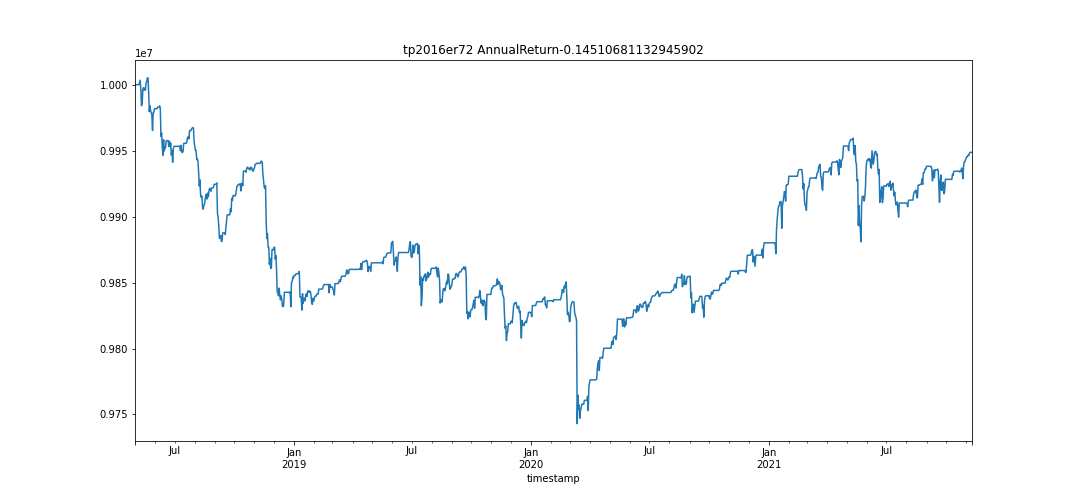 tp2016er72 AnnualReturn-0.14510681132945902
1e7
1.000
0.995
0.990
0.985
0.980
0.975
Jul Jan Jul Jan Jul Jan Jul
2019 2020 2021
timestamp